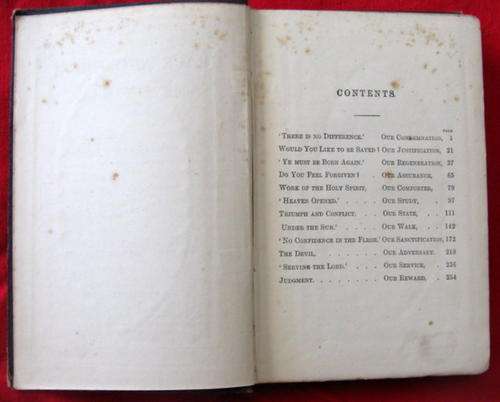 CONTENTS
PAGE
'THERE IS NO DIFFERENCE.' OUR CONDEMNATION, 1
WOULD YOU LIKE TO BE SAVED? OUR JUSTIFICATION, 21
'YE MUST BE BORN AGAIN.' OUR REGENERATION, 37
DO YOU FEEL FORGIVEN? . OUR ASSURANCE, 65
WORK OF THE HOLY SPIRIT, OUR COMFORTER, 79
'HEAVEN OPENED.' . . . OUR STUDY, . 97
TRIUMPH AND CONFLICT. . OUR STATE, . . 111
UNDER THE SUN.' . . . OUR WALK, . . 142
'NO CONFIDENCE IN THE FLESH.' OUR SANCTIFICATION, 172
THE DEVIL, . . . . . OUR ADVERSARY, . 213
'SERVING THE LORD.' . . OUR SERVICE, . 236
JUDGMENT. . . . . . . OUR REWARD, . 254